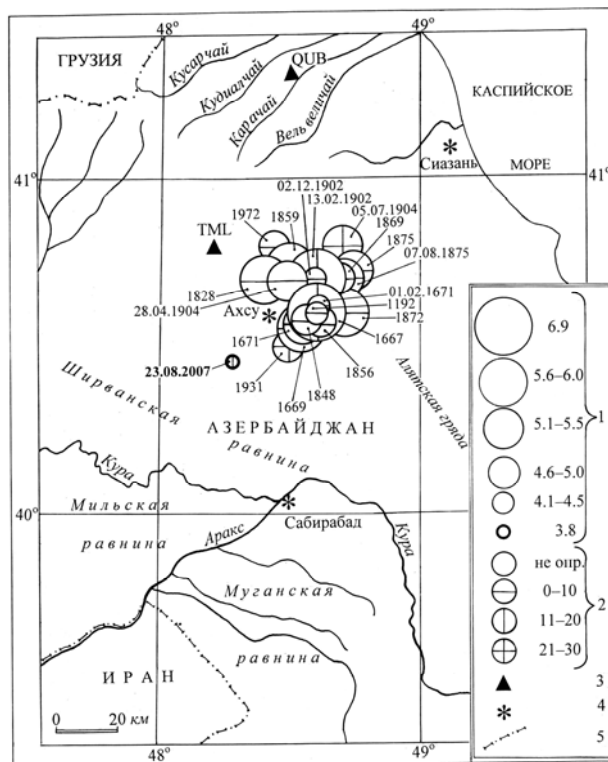 48°
49°
ГРУЗИЯ
Кусарчай
QUB
Кудиалчай
Карачай
Вель величай
КАСПИЙСКОЕ
МОРЕ
Сиазань
41°
41°
02.12.1902
13.02.1902
05.07.1904
TML
1972
1859
1869
1875
07.08.1875
1828
28.04.1904
01.02.1671
1192
1872
Ахсу
1671
1667
23.08.2007
1856
1931
1848
1669
Ширванская
равнина
Алятская гряда
АЗЕРБАЙДЖАН
Кура
Мильская
равнина
40°
Сабирабад
Аракс
Кура
Муганская
равнина
ИРАН
0 20 км
48°
49°
6.9
5.6–6.0
5.1–5.5
4.6–5.0
4.1–4.5
3.8
1
не опр.
0–10
11–20
21–30
2
3
4
5